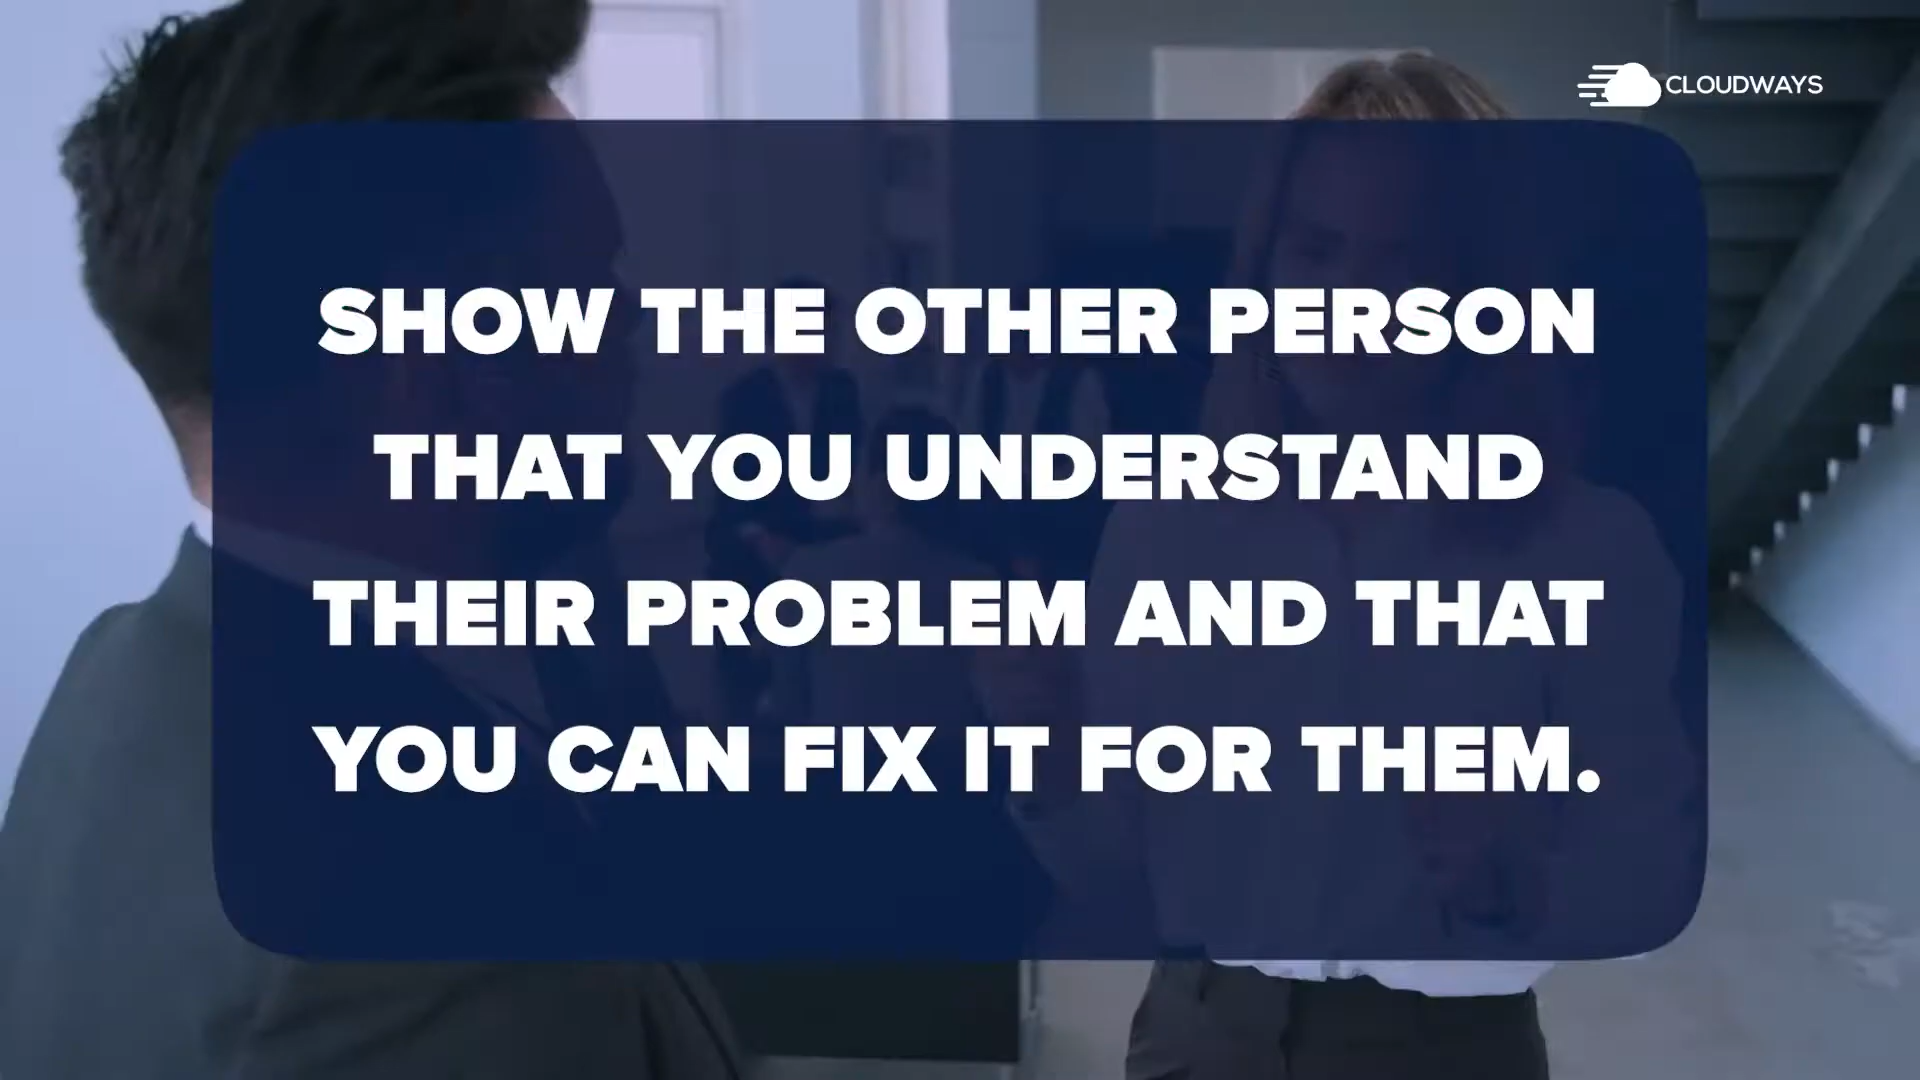 CLOUDWAYS
SHOW THE OTHER PERSON
THAT YOU UNDERSTAND
THEIR PROBLEM AND THAT
YOU CAN FIX IT FOR THEM.